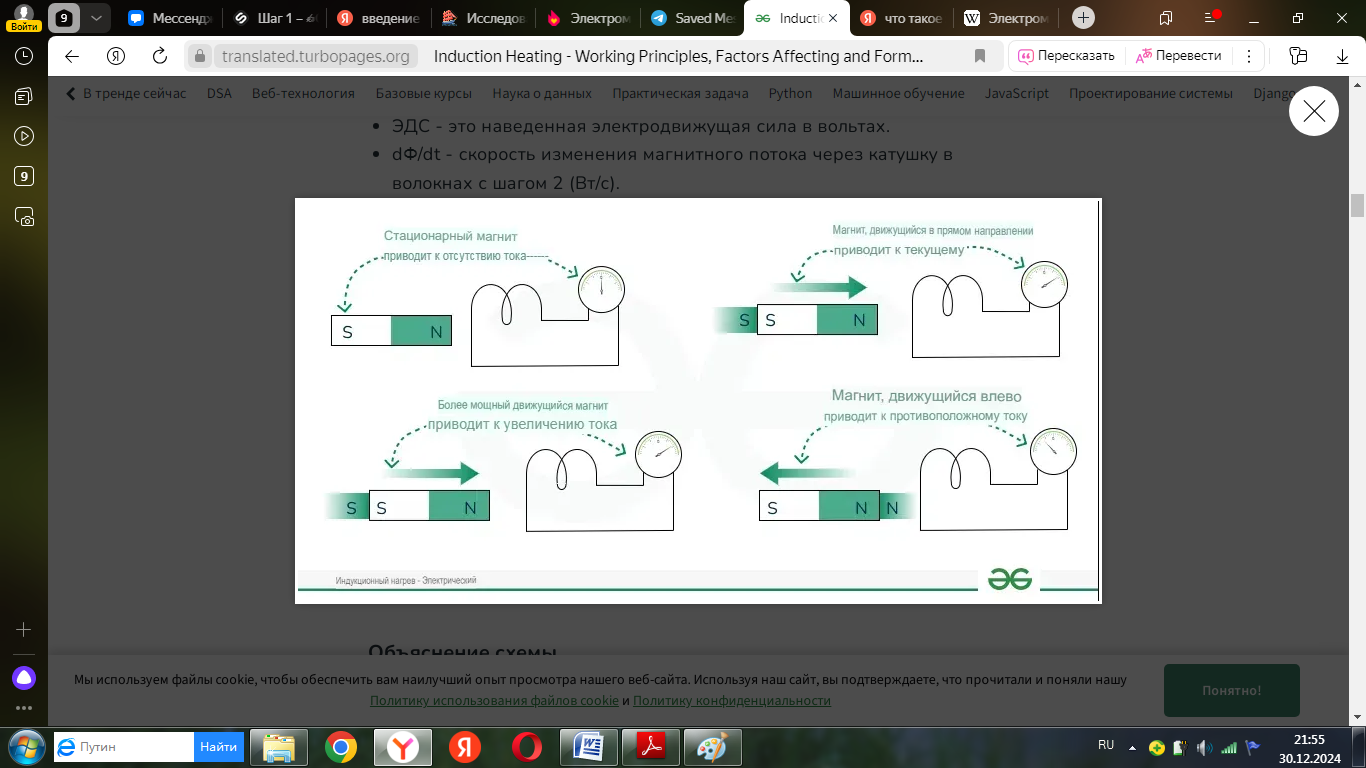 Войти
9
Мессендж
Шаг 1 –
введение
Исследов
Электром
Saved Me
Inductio
что такое
Электром
translated.turbopages.org
Induction Heating - Working Principles, Factors Affecting and Form...
Пересказать
Перевести
9
В тренде сейчас DSA Веб-технология Базовые курсы Наука о данных Практическая задача Python Машинное обучение JavaScript Проектирование системы Django
ЭДС - это наведенная электродвижущая сила в вольтах.
dΦ/dt - скорость изменения магнитного потока через катушку в
волокнах с шагом 2 (Вт/с).
Стационарный магнит
приводит к отсутствию тока------
S N
Магнит, движущийся в прямом направлении
приводит к текущему
S S N
Более мощный движущийся магнит
приводит к увеличению тока
S S N
Магнит, движущийся влево
приводит к противоположному току
S N N
Индукционный нагрев - Электрический
Объяснение схемы
Мы используем файлы cookie, чтобы обеспечить вам наилучший опыт просмотра нашего веб-сайта. Используя наш сайт, вы подтверждаете, что прочитали и поняли нашу
Политику использования файлов cookie и Политику конфиденциальности
Понятно!
Путин
Найти
RU
21:55
30.12.2024